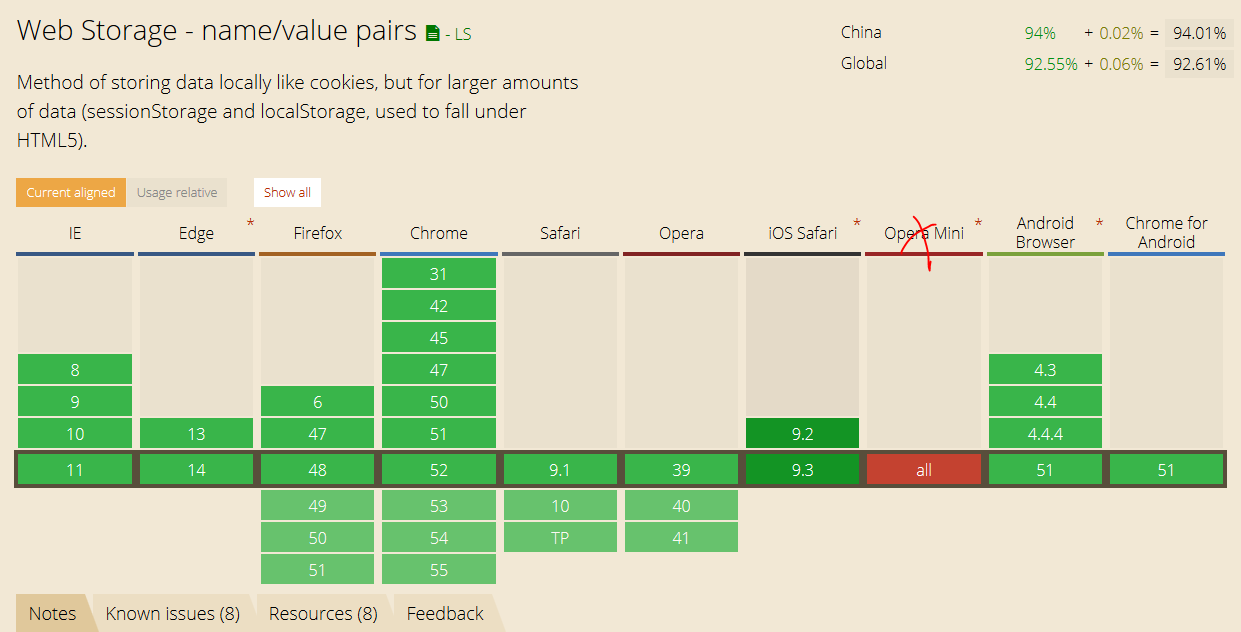 Web Storage - name/value pairs - LS
China 94% + 0.02% = 94.01%
Global 92.55% + 0.06% = 92.61%
Method of storing data locally like cookies, but for larger amounts
of data (sessionStorage and localStorage, used to fall under
HTML5).
Current aligned Usage relative Show all
IE Edge * Firefox Chrome Safari Opera iOS Safari * Opera Mini * Android Browser * Chrome for Android
31
42
45
8 47 4.3
9 6 50 4.4
10 13 47 51 9.2 4.4.4
11 14 48 52 9.1 39 9.3 all 51 51
49 53 10 40
50 54 TP 41
51 55
Notes Known issues (8) Resources (8) Feedback